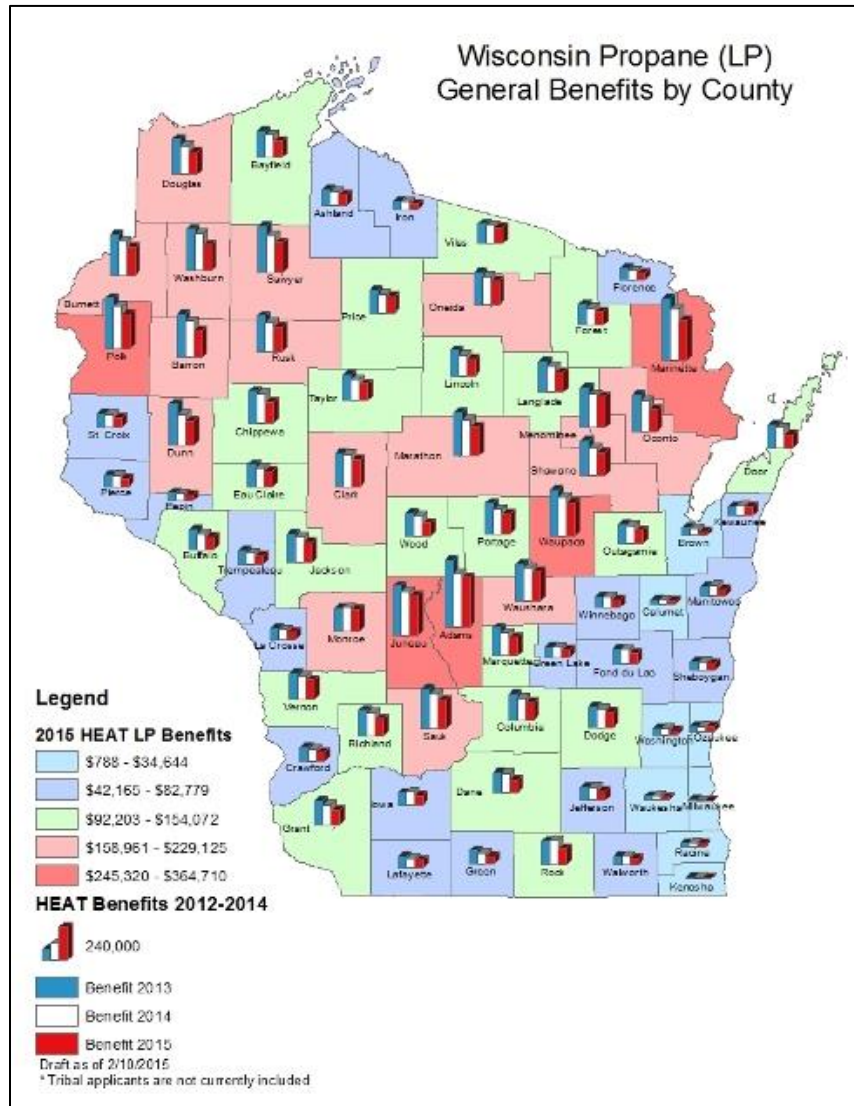 Wisconsin Propane (LP)
General Benefits by County
Douglas
Bayfield
Ashland
Iron
Vilas
Florence
Burnett
Washburn
Sawyer
Price
Oneida
Forest
Marinette
Polk
Barron
Rusk
Lincoln
Langlade
Taylor
Chippewa
Menominee
Oconto
St. Croix
Dunn
Marathon
Shawano
Door
Pierce
Pepin
Eau Claire
Clark
Buffalo
Trempealeau
Jackson
Wood
Portage
Waupaca
Outagamie
Brown
Kewaunee
La Crosse
Monroe
Juneau
Adams
Waushara
Winnebago
Calumet
Manitowoc
Marquette
Green Lake
Fond du Lac
Sheboygan
Vernon
Richland
Sauk
Columbia
Dodge
Washington
Ozaukee
Crawford
Grant
Iowa
Dane
Jefferson
Waukesha
Milwaukee
Lafayette
Green
Rock
Walworth
Racine
Kenosha
Legend
2015 HEAT LP Benefits
$788 - $34,644
$42,165 - $82,779
$92,203 - $154,072
$158,961 - $229,125
$245,320 - $364,710
HEAT Benefits 2012-2014
240,000
Benefit 2013
Benefit 2014
Benefit 2015
Draft as of 2/10/2015
* Tribal applicants are not currently included